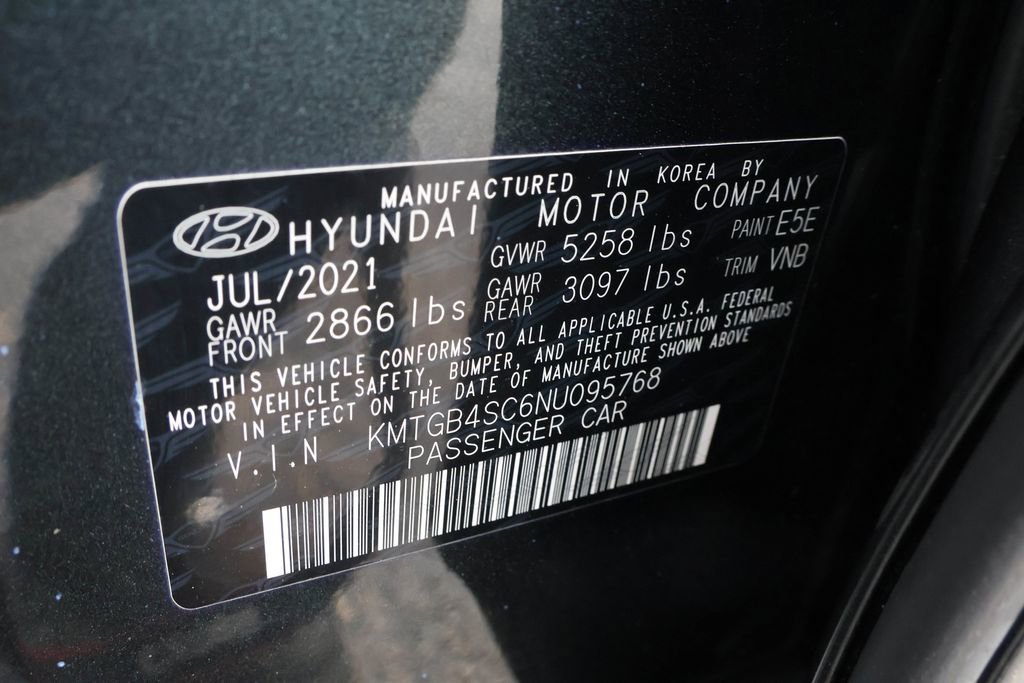 MANUFACTURED IN KOREA BY
HYUNDAI MOTOR COMPANY
JUL/2021 GVWR 5258 lbs PAINT E5E
GAWR FRONT 2866 lbs GAWR REAR 3097 lbs TRIM VNB
THIS VEHICLE CONFORMS TO ALL APPLICABLE U.S.A. FEDERAL
MOTOR VEHICLE SAFETY, BUMPER, AND THEFT PREVENTION STANDARDS
IN EFFECT ON THE DATE OF MANUFACTURE SHOWN ABOVE
V.I.N KMTGB4SC6NU095768
PASSENGER CAR